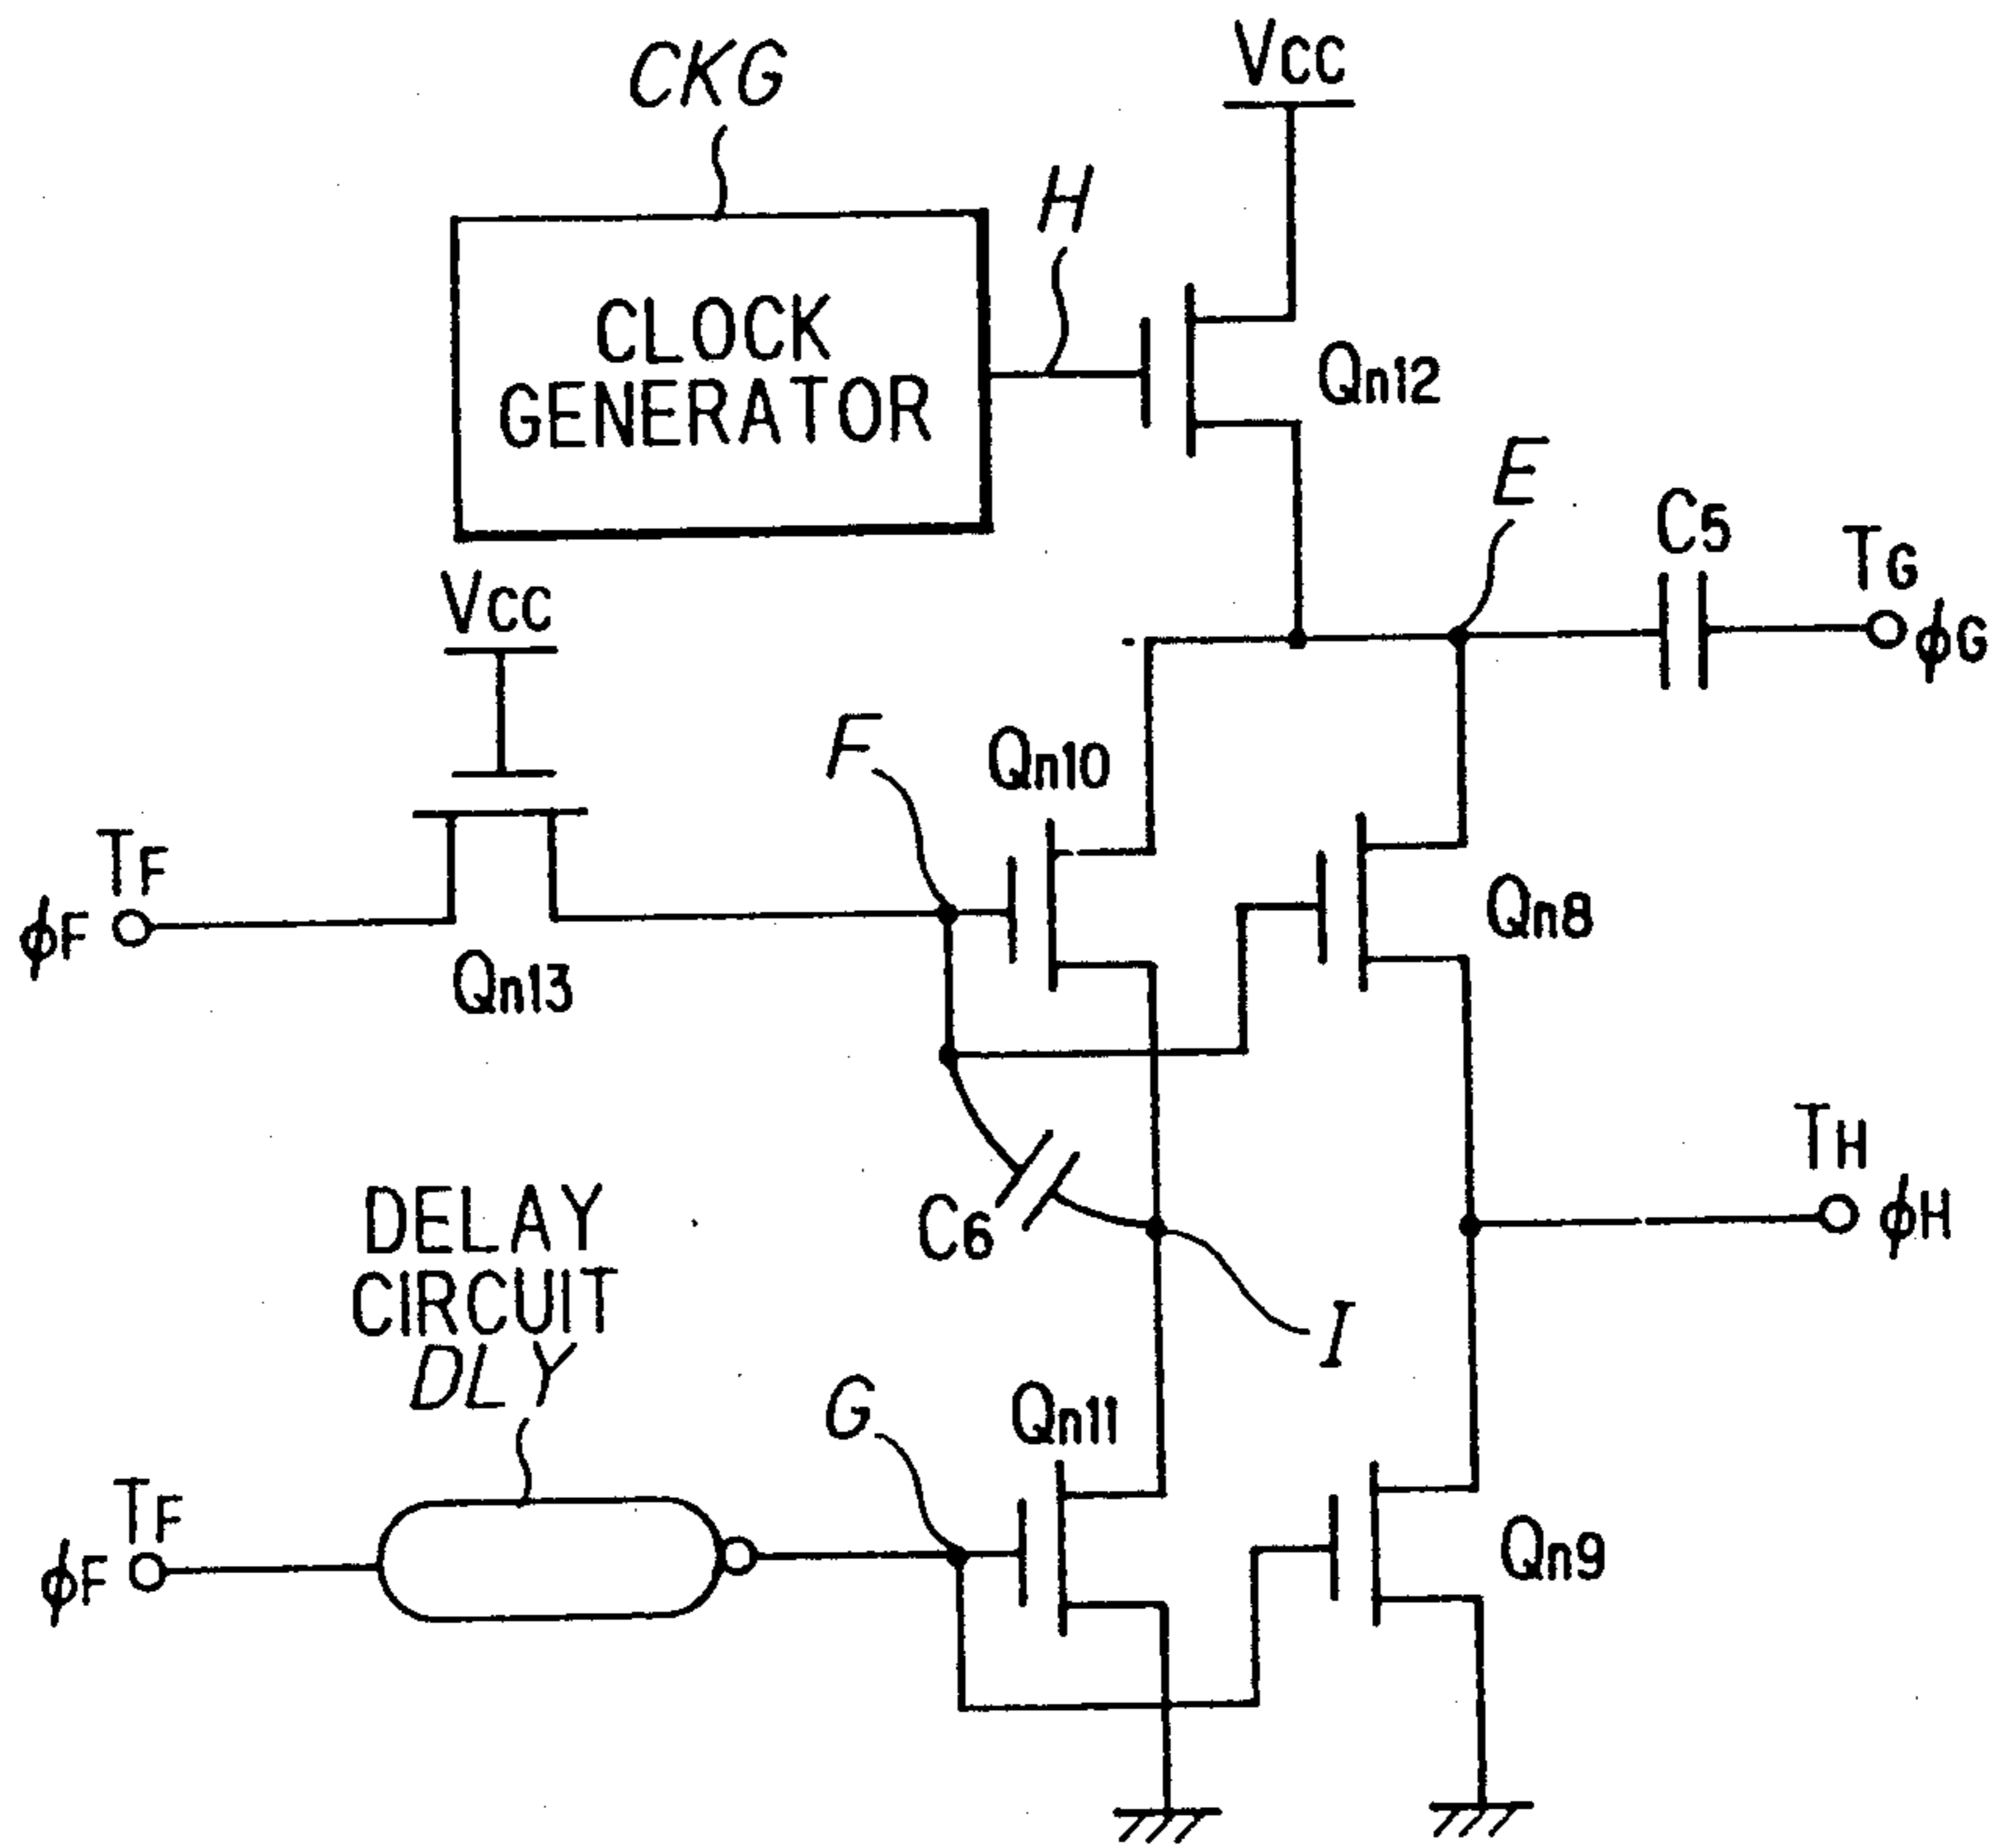 CKG
Vcc
H
CLOCK
GENERATOR
Qn12
E
C5
TG
ϕG
Vcc
F
Qn10
TF
ϕF
Qn13
Qn8
C6
TH
ϕH
DELAY
CIRCUIT
DLY
I
G
Qn11
TF
ϕF
Qn9